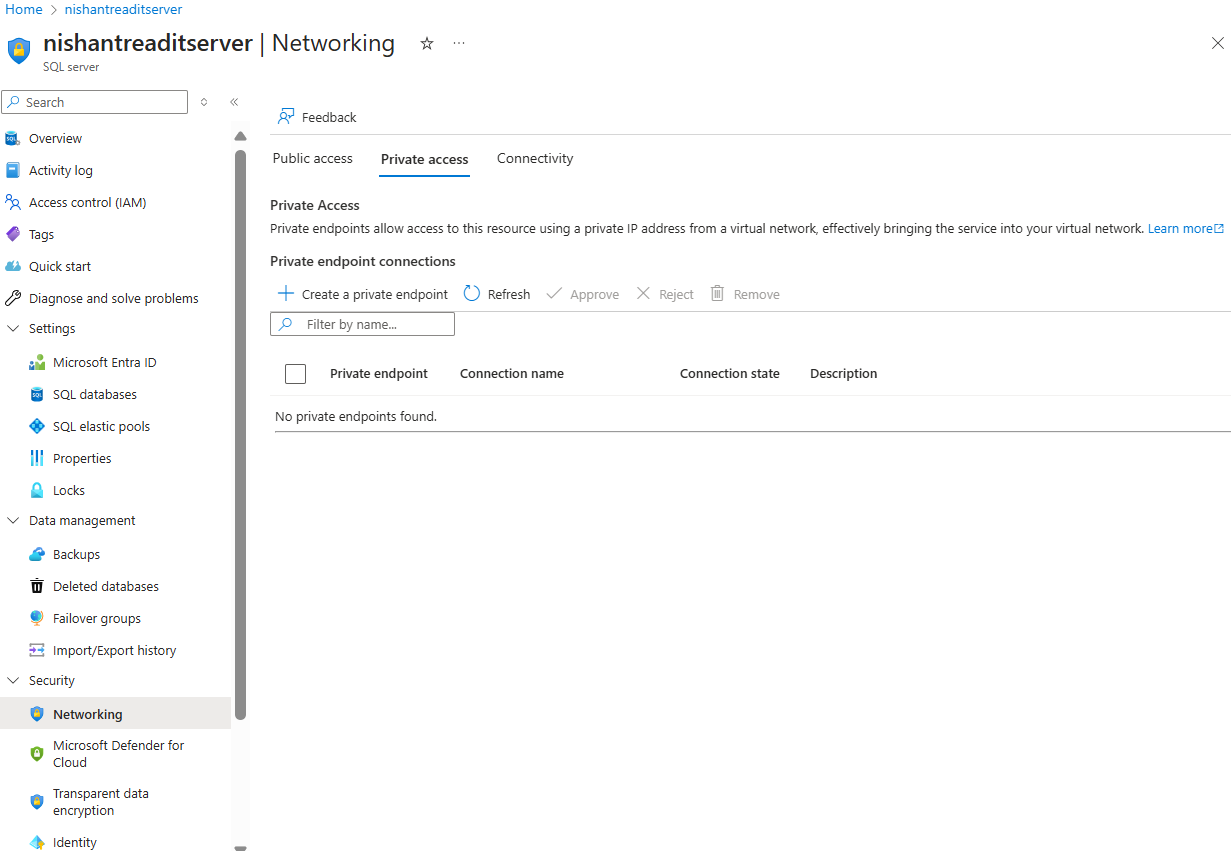 Home > nishantreaditserver
nishantreaditserver | Networking
SQL server
Search
Overview
Activity log
Access control (IAM)
Tags
Quick start
Diagnose and solve problems
Settings
Microsoft Entra ID
SQL databases
SQL elastic pools
Properties
Locks
Data management
Backups
Deleted databases
Failover groups
Import/Export history
Security
Networking
Microsoft Defender for
Cloud
Transparent data
encryption
Identity
Feedback
Public access Private access Connectivity
Private Access
Private endpoints allow access to this resource using a private IP address from a virtual network, effectively bringing the service into your virtual network. Learn more
Private endpoint connections
Create a private endpoint Refresh Approve Reject Remove
Filter by name...
Private endpoint Connection name Connection state Description
No private endpoints found.